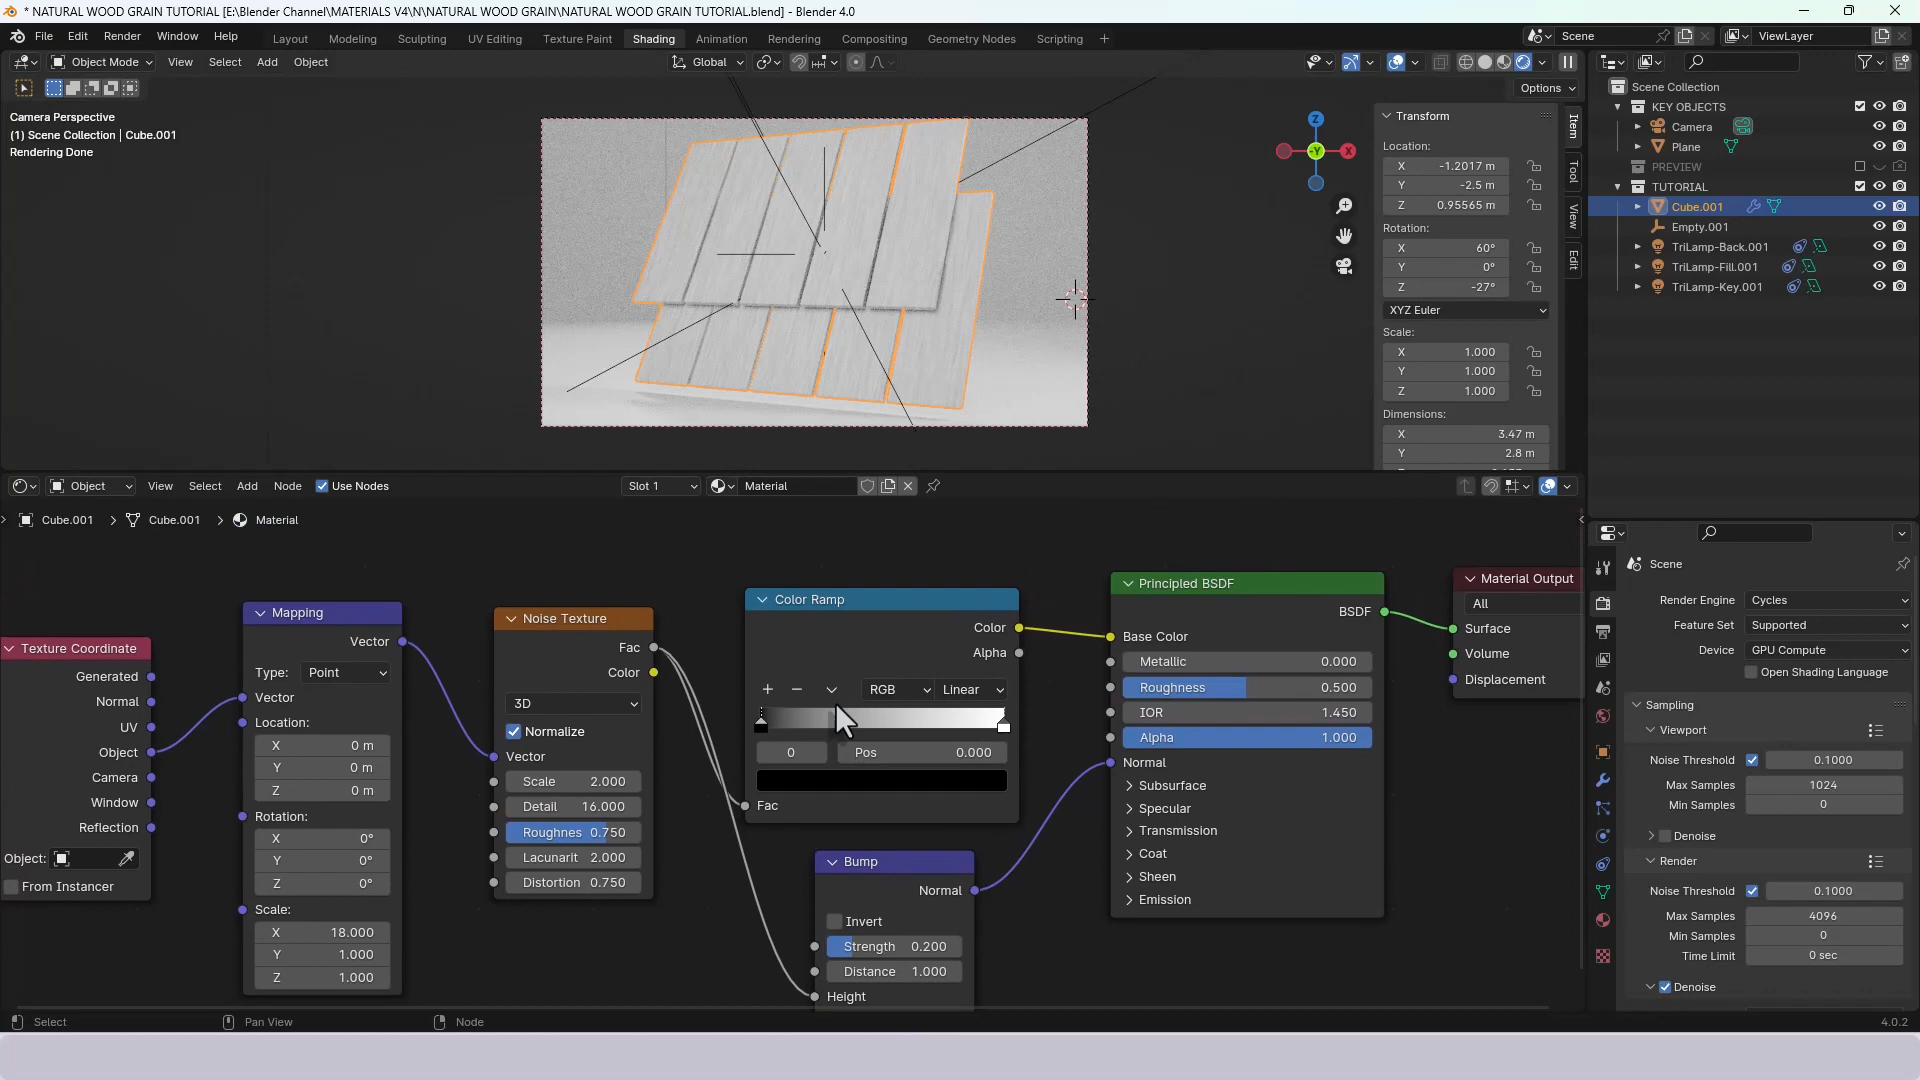 * NATURAL WOOD GRAIN TUTORIAL [E:\Blender Channel\MATERIALS V4\N\NATURAL WOOD GRAIN\NATURAL WOOD GRAIN TUTORIAL.blend] - Blender 4.0
File Edit Render Window Help Layout Modeling Sculpting UV Editing Texture Paint Shading Animation Rendering Compositing Geometry Nodes Scripting + Scene ViewLayer
Object Mode View Select Add Object Global
Options
Camera Perspective
(1) Scene Collection | Cube.001
Rendering Done
Z
-Y
X
Transform
Location:
X -1.2017 m
Y -2.5 m
Z 0.95565 m
Rotation:
X 60°
Y 0°
Z -27°
XYZ Euler
Scale:
X 1.000
Y 1.000
Z 1.000
Dimensions:
X 3.47 m
Y 2.8 m
Item
Tool
View
Edit
Scene Collection
KEY OBJECTS
Camera
Plane
PREVIEW
TUTORIAL
Cube.001
Empty.001
TriLamp-Back.001
TriLamp-Fill.001
TriLamp-Key.001
Object View Select Add Node Use Nodes Slot 1 Material
Cube.001 > Cube.001 > Material
Texture Coordinate
Generated
Normal
UV
Object
Camera
Window
Reflection
Object:
From Instancer
Mapping
Vector
Type: Point
Vector
Location:
X 0 m
Y 0 m
Z 0 m
Rotation:
X 0°
Y 0°
Z 0°
Scale:
X 18.000
Y 1.000
Z 1.000
Noise Texture
Fac
Color
3D
Normalize
Vector
Scale 2.000
Detail 16.000
Roughnes 0.750
Lacunarit 2.000
Distortion 0.750
Color Ramp
Color
Alpha
+ − RGB Linear
0 Pos 0.000
Fac
Bump
Normal
Invert
Strength 0.200
Distance 1.000
Height
Principled BSDF
BSDF
Base Color
Metallic 0.000
Roughness 0.500
IOR 1.450
Alpha 1.000
Normal
Subsurface
Specular
Transmission
Coat
Sheen
Emission
Material Output
All
Surface
Volume
Displacement
Scene
Render Engine Cycles
Feature Set Supported
Device GPU Compute
Open Shading Language
Sampling
Viewport
Noise Threshold 0.1000
Max Samples 1024
Min Samples 0
Denoise
Render
Noise Threshold 0.1000
Max Samples 4096
Min Samples 0
Time Limit 0 sec
Denoise
Select Pan View Node 4.0.2